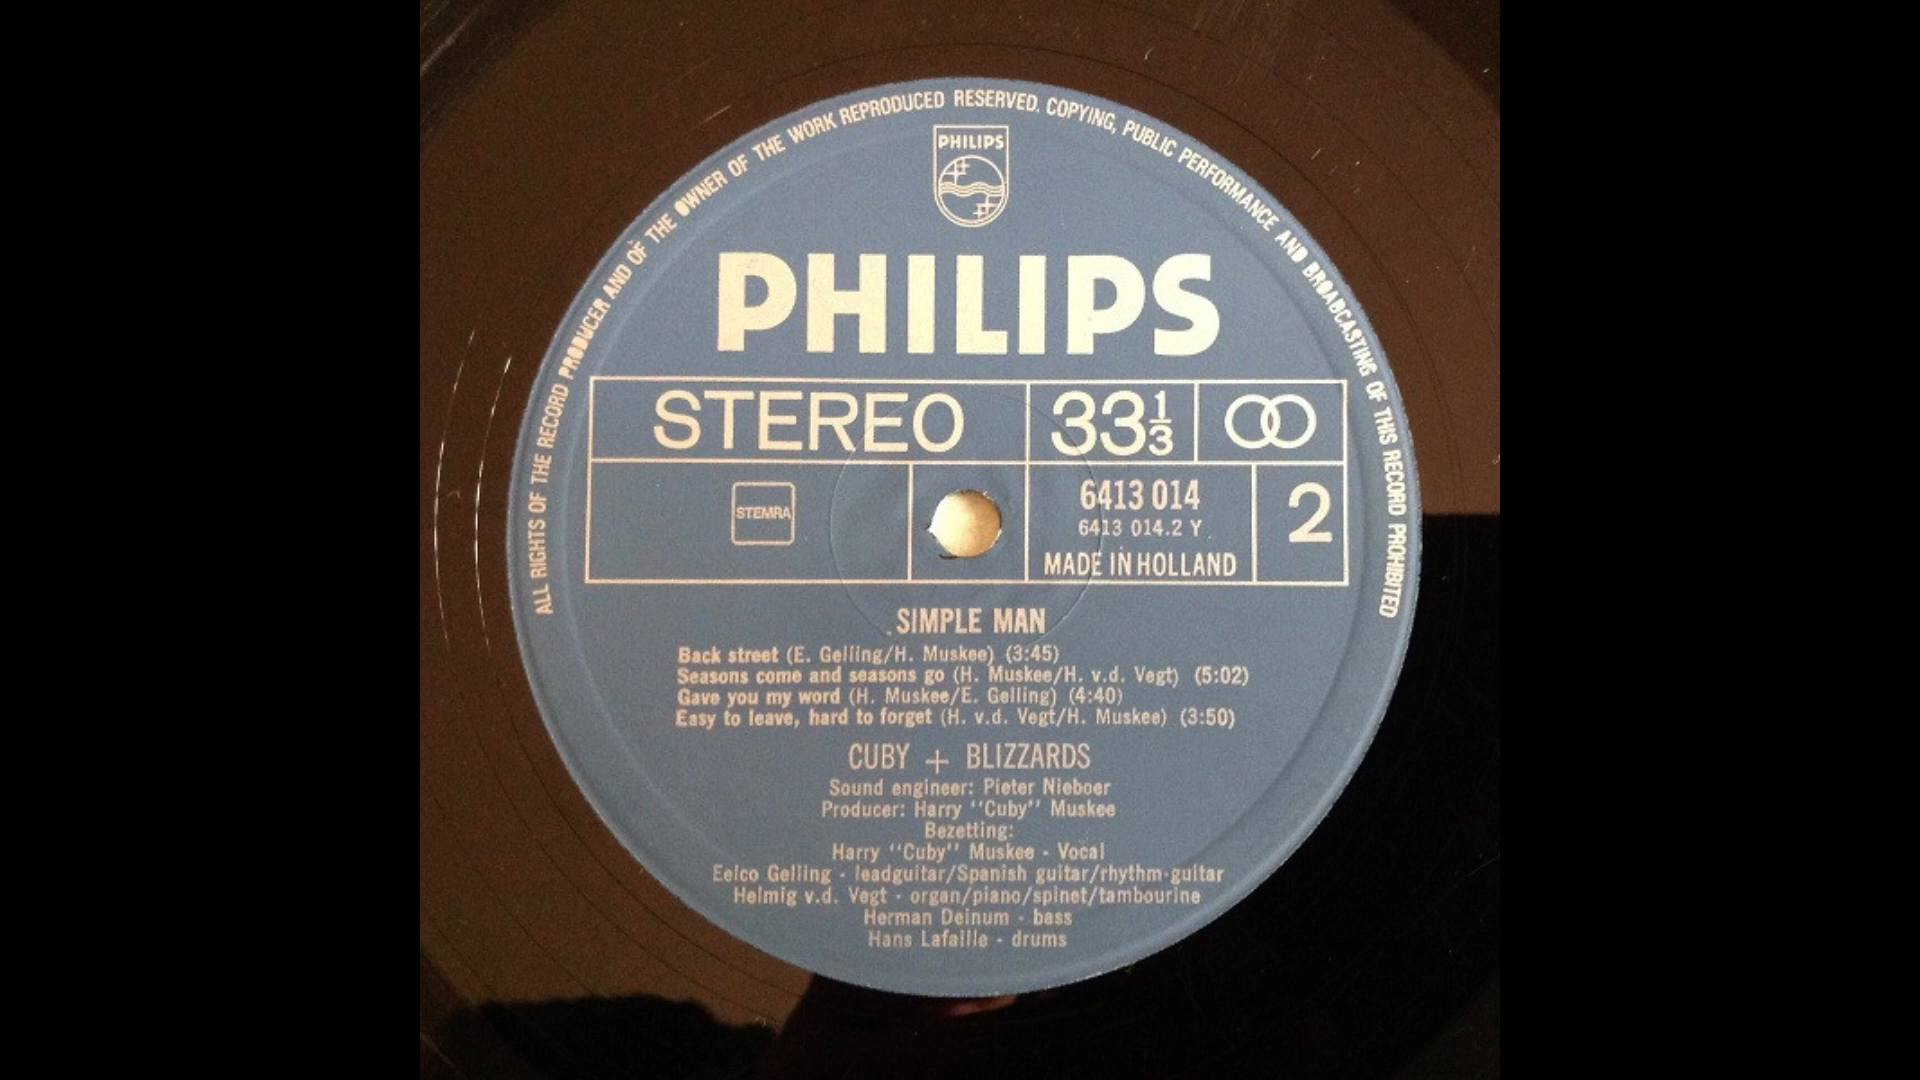 ALL RIGHTS OF THE RECORD PRODUCER AND OF THE OWNER OF THE WORK REPRODUCED RESERVED. COPYING, PUBLIC PERFORMANCE AND BROADCASTING OF THIS RECORD PROHIBITED
PHILIPS
PHILIPS
STEREO 33 1/3
STEMRA
6413 014
6413 014.2 Y
2
MADE IN HOLLAND
SIMPLE MAN
Back street (E. Gelling/H. Muskee) (3:45)
Seasons come and seasons go (H. Muskee/H. v.d. Vegt) (5:02)
Gave you my word (H. Muskee/E. Gelling) (4:40)
Easy to leave, hard to forget (H. v.d. Vegt/H. Muskee) (3:50)
CUBY + BLIZZARDS
Sound engineer: Pieter Nieboer
Producer: Harry "Cuby" Muskee
Bezetting:
Harry "Cuby" Muskee - Vocal
Eelco Gelling - leadguitar/Spanish guitar/rhythm-guitar
Helmig v.d. Vegt - organ/piano/spinet/tambourine
Herman Deinum - bass
Hans Lafaille - drums